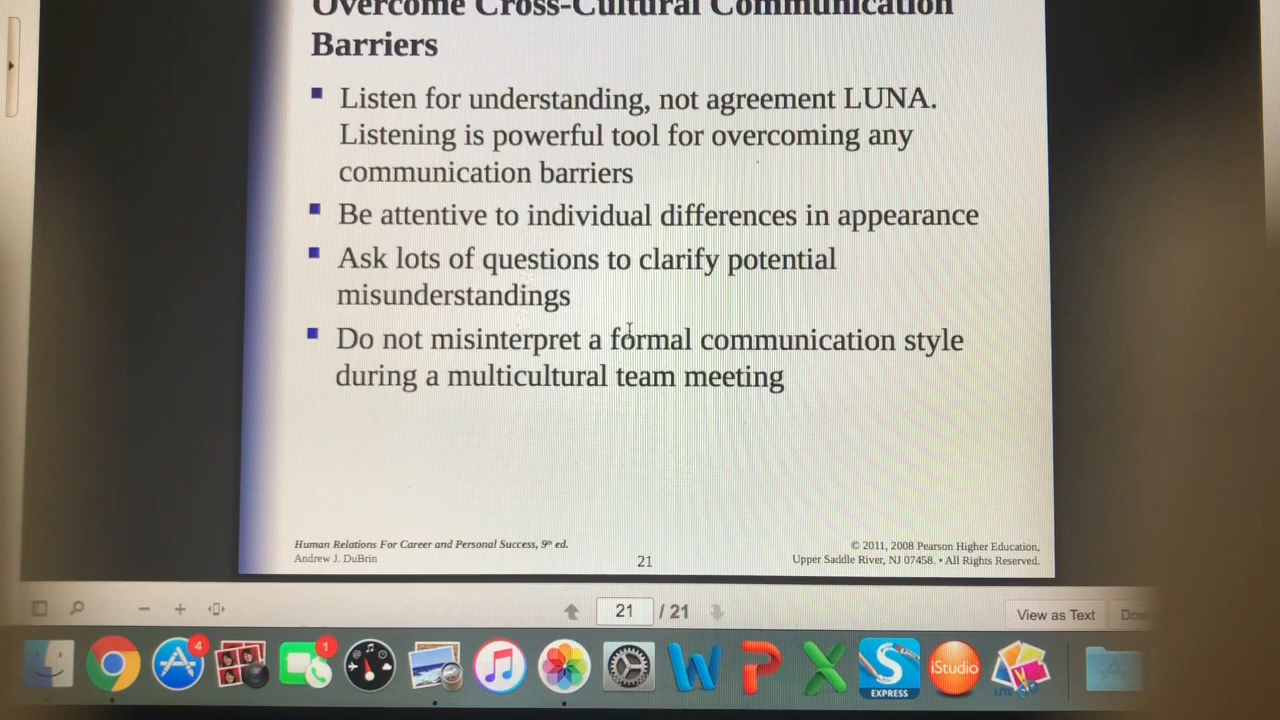 Overcome Cross-Cultural Communication
Barriers
Listen for understanding, not agreement LUNA.
Listening is powerful tool for overcoming any
communication barriers
Be attentive to individual differences in appearance
Ask lots of questions to clarify potential
misunderstandings
Do not misinterpret a formal communication style
during a multicultural team meeting
Human Relations For Career and Personal Success, 9th ed.
Andrew J. DuBrin
21
© 2011, 2008 Pearson Higher Education,
Upper Saddle River, NJ 07458. • All Rights Reserved.
21 / 21
View as Text
4
1
EXPRESS
iStudio
LITE